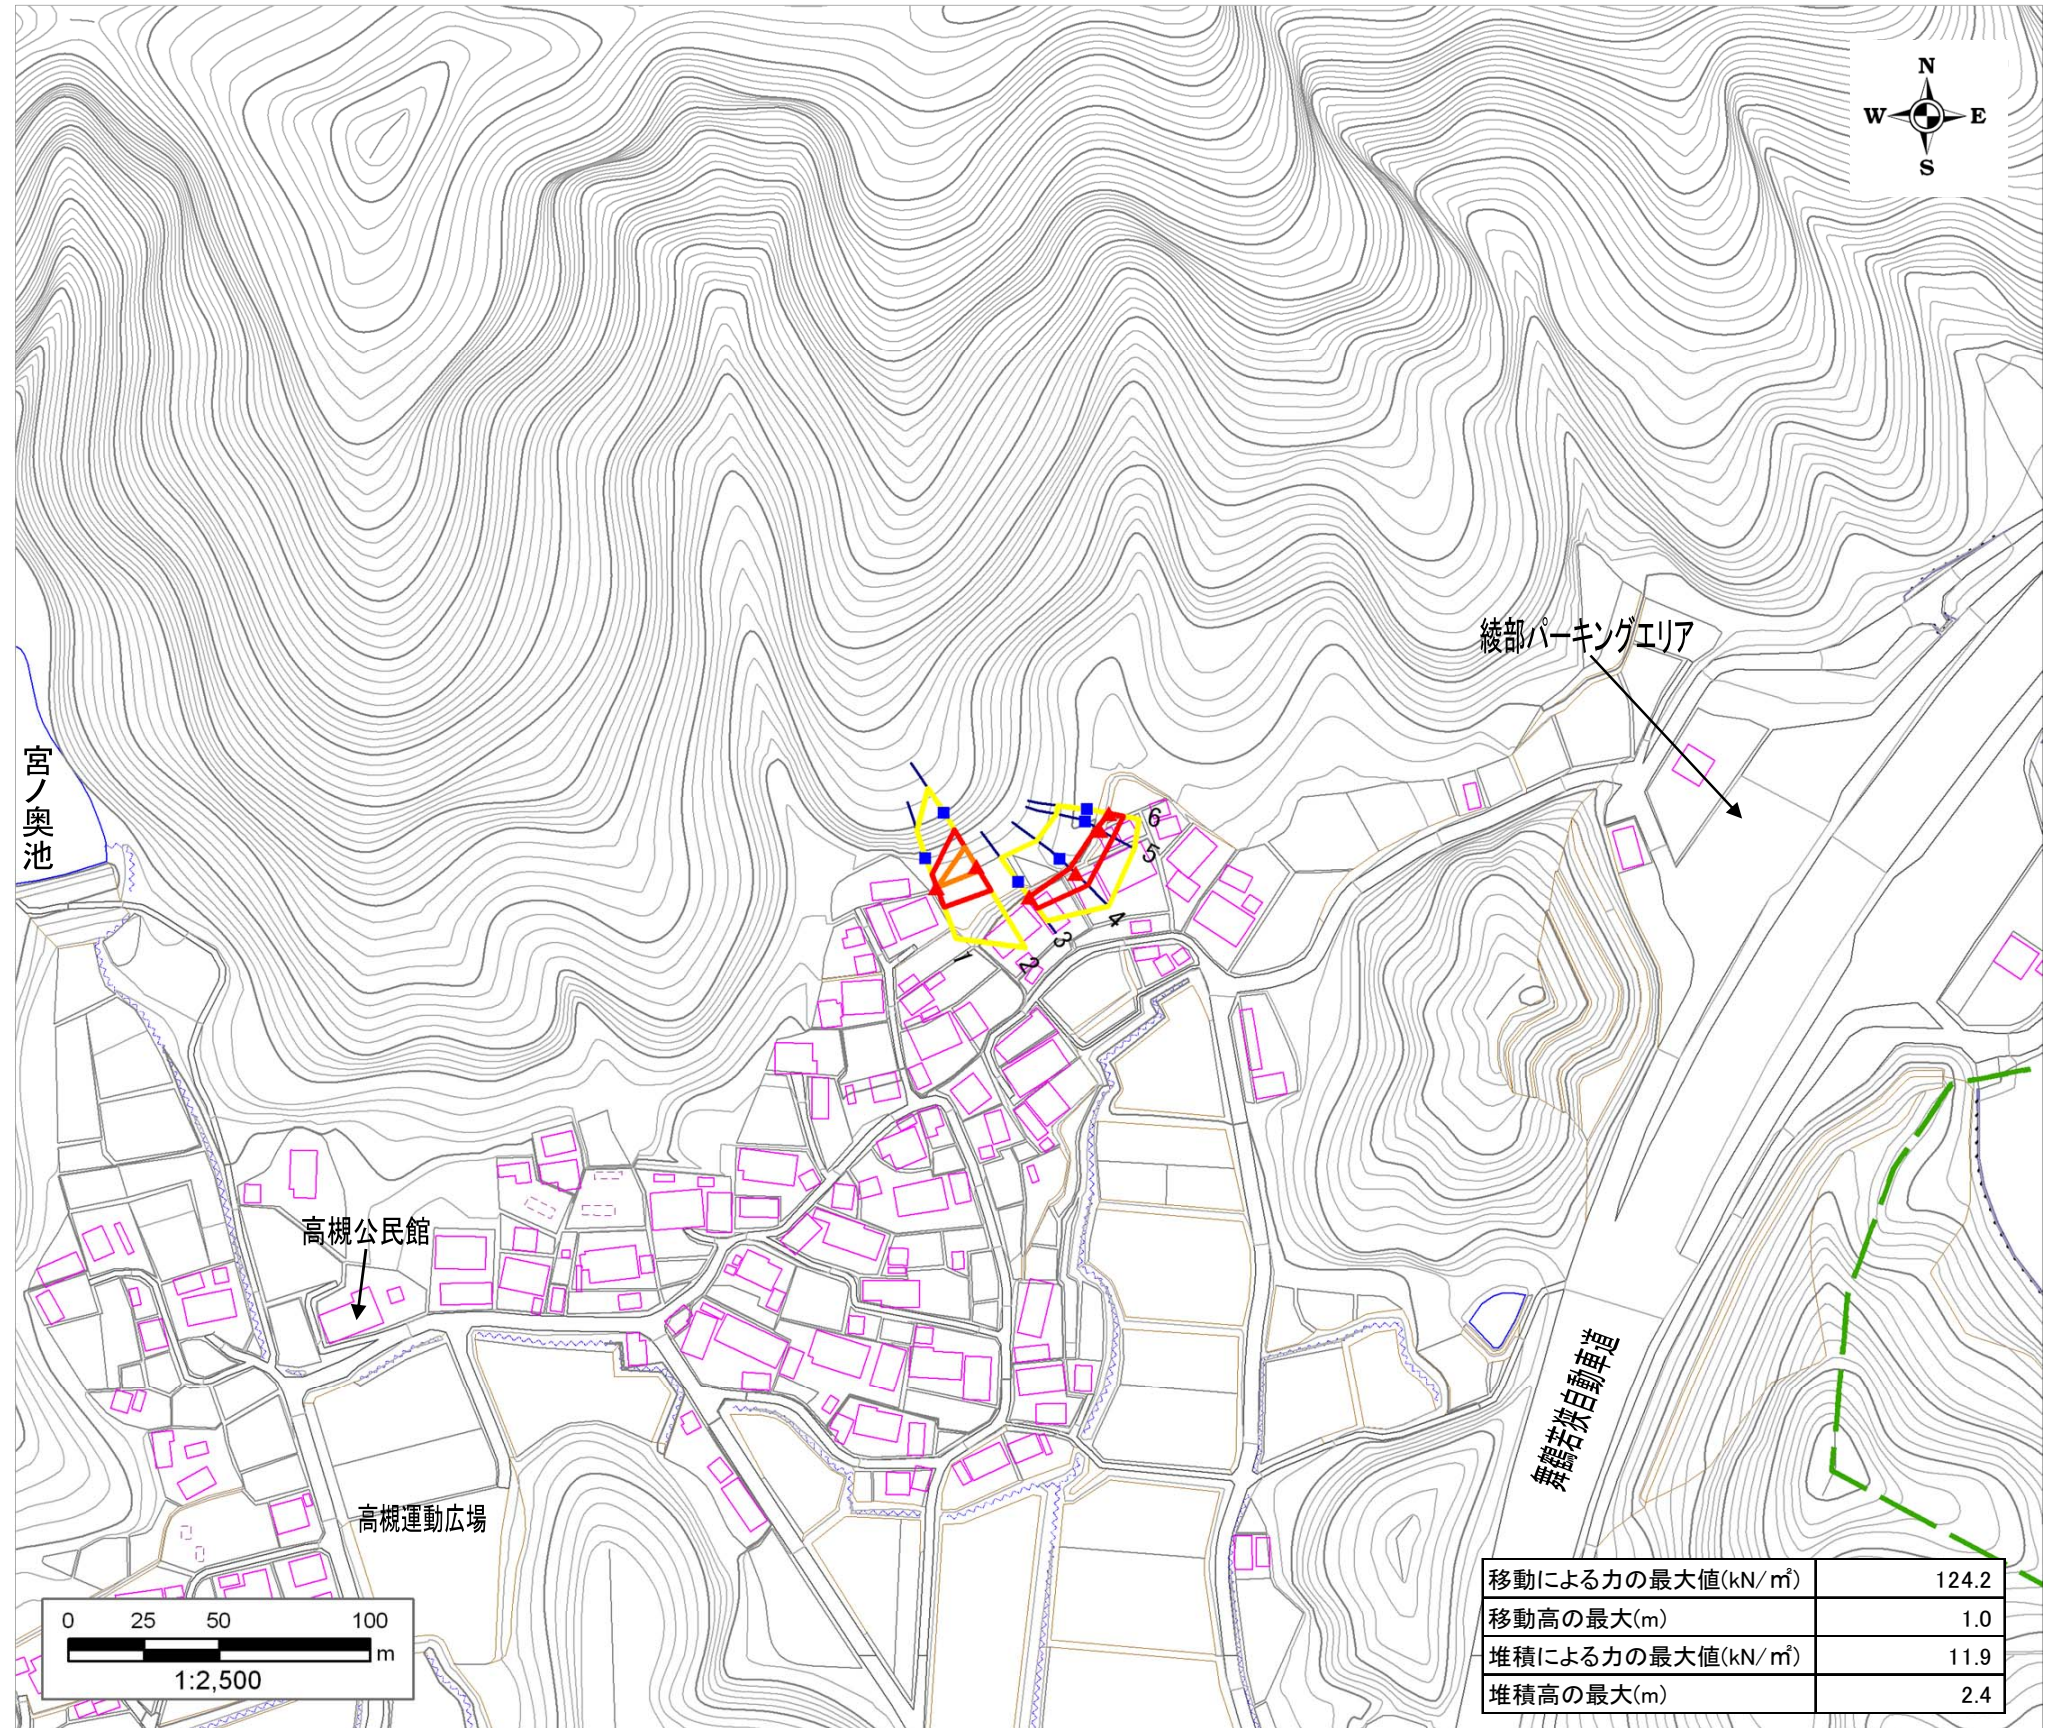 N
W E
S
綾部パーキングエリア
宮ノ奥池
6
5
4
3
2
1
高槻公民館
舞鶴若狭自動車道
高槻運動広場
0 25 50 100
m
1:2,500
移動による力の最大値(kN/㎡) 124.2
移動高の最大(m) 1.0
堆積による力の最大値(kN/㎡) 11.9
堆積高の最大(m) 2.4